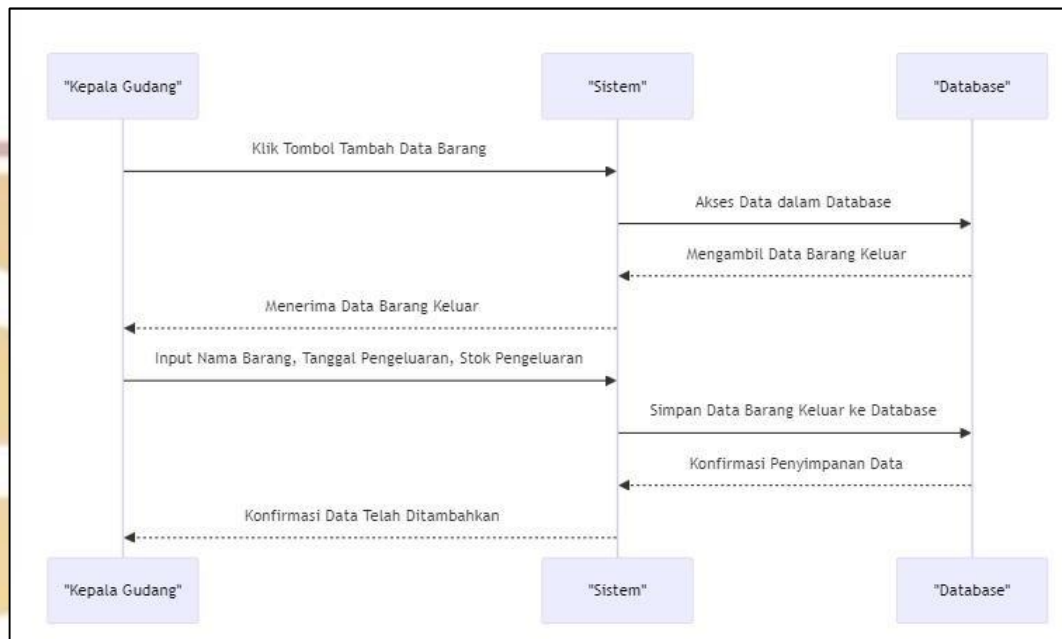 "Kepala Gudang"
"Sistem"
"Database"
Klik Tombol Tambah Data Barang
Akses Data dalam Database
Mengambil Data Barang Keluar
Menerima Data Barang Keluar
Input Nama Barang, Tanggal Pengeluaran, Stok Pengeluaran
Simpan Data Barang Keluar ke Database
Konfirmasi Penyimpanan Data
Konfirmasi Data Telah Ditambahkan
"Kepala Gudang"
"Sistem"
"Database"